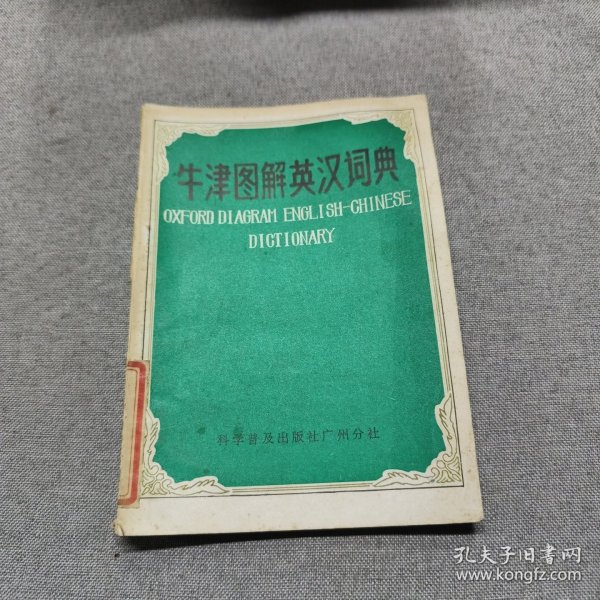 牛津图解英汉词典
OXFORD DIAGRAM ENGLISH-CHINESE
DICTIONARY
科学普及出版社广州分社
孔夫子旧书网
www.kongfz.com